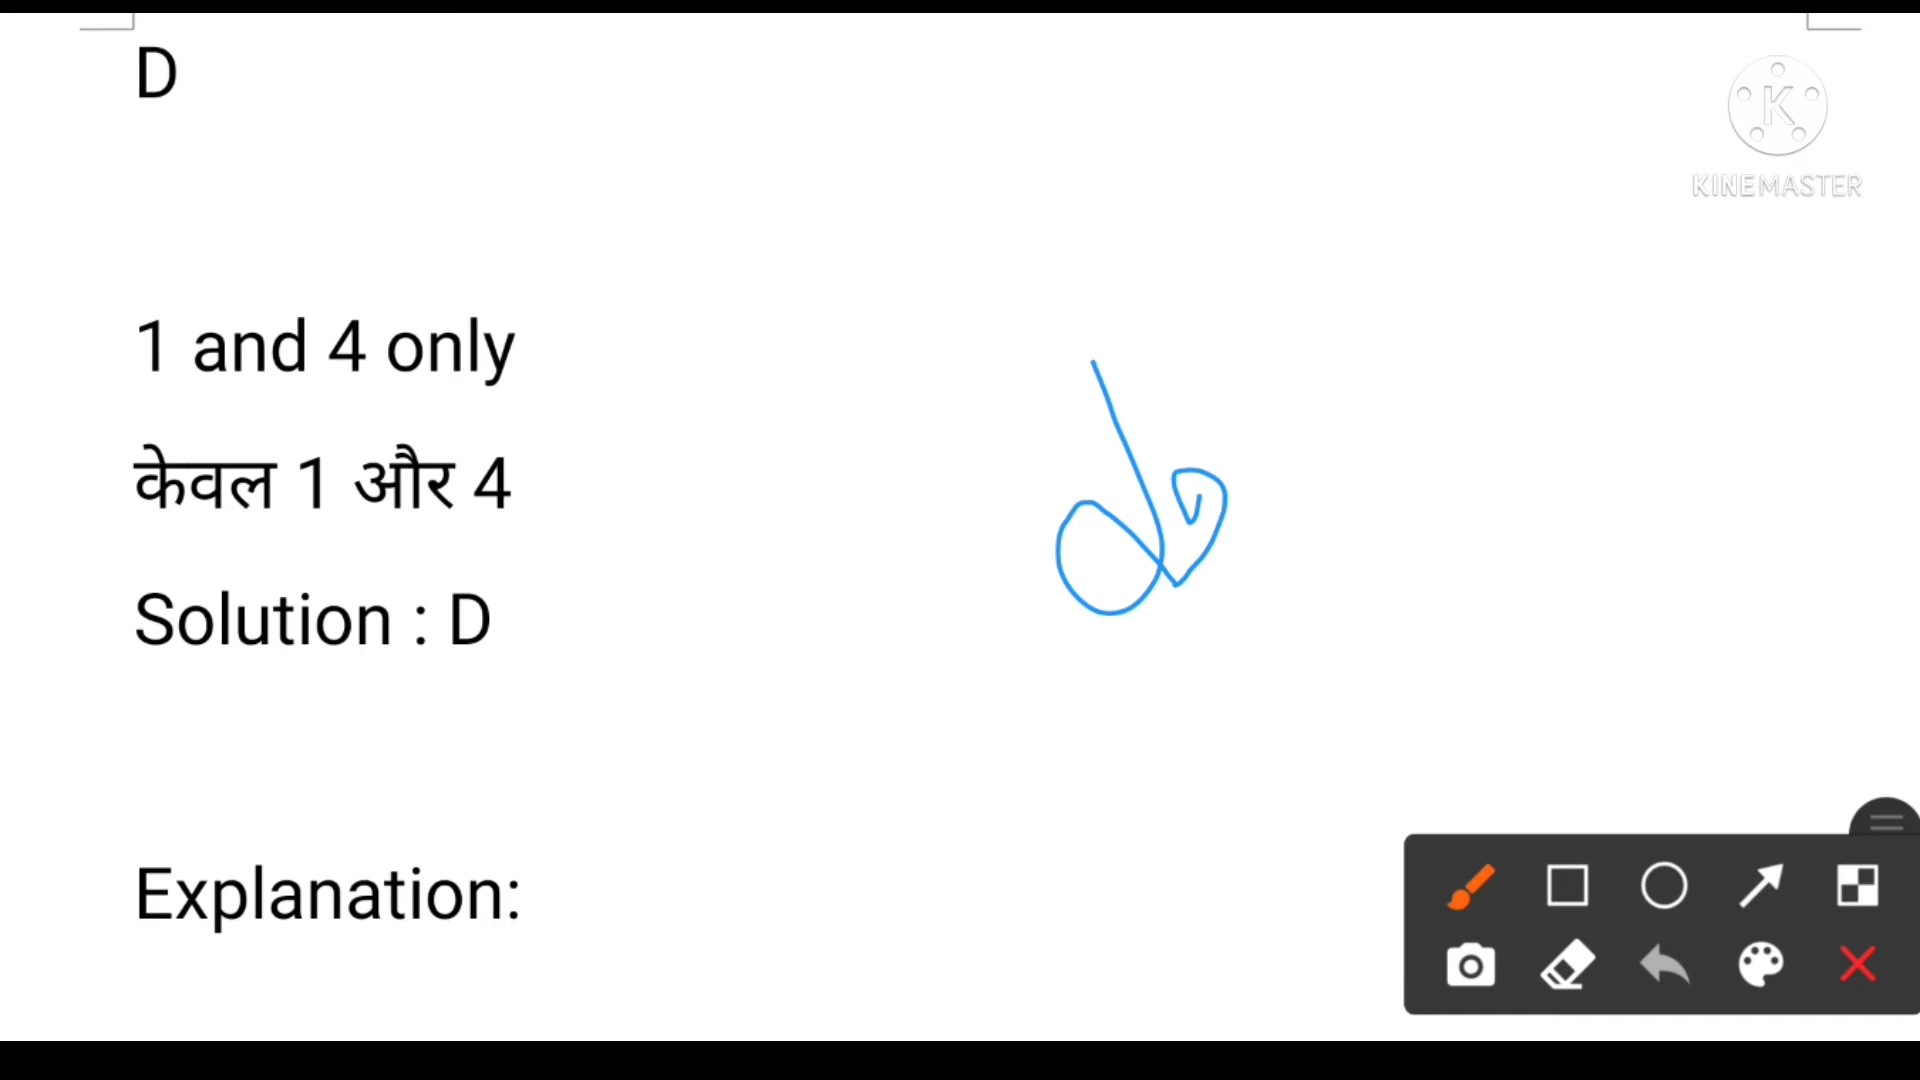 D
KINEMASTER
1 and 4 only
केवल 1 और 4
Solution : D
Explanation: